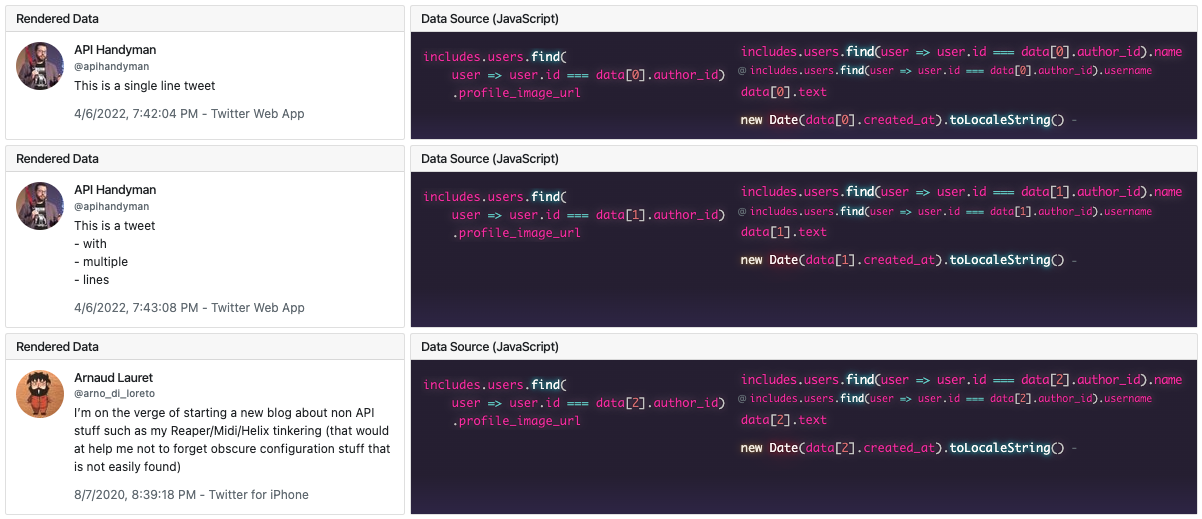 Rendered Data
API Handyman
@apihandyman
This is a single line tweet
4/6/2022, 7:42:04 PM - Twitter Web App
Data Source (JavaScript)
includes.users.find(
user => user.id === data[0].author_id)
.profile_image_url
includes.users.find(user => user.id === data[0].author_id).name
@ includes.users.find(user => user.id === data[0].author_id).username
data[0].text
new Date(data[0].created_at).toLocaleString() -
Rendered Data
API Handyman
@apihandyman
This is a tweet
- with
- multiple
- lines
4/6/2022, 7:43:08 PM - Twitter Web App
Data Source (JavaScript)
includes.users.find(
user => user.id === data[1].author_id)
.profile_image_url
includes.users.find(user => user.id === data[1].author_id).name
@ includes.users.find(user => user.id === data[1].author_id).username
data[1].text
new Date(data[1].created_at).toLocaleString() -
Rendered Data
Arnaud Lauret
@arno_di_loreto
I'm on the verge of starting a new blog about non API
stuff such as my Reaper/Midi/Helix tinkering (that would
at help me not to forget obscure configuration stuff that
is not easily found)
8/7/2020, 8:39:18 PM - Twitter for iPhone
Data Source (JavaScript)
includes.users.find(
user => user.id === data[2].author_id)
.profile_image_url
includes.users.find(user => user.id === data[2].author_id).name
@ includes.users.find(user => user.id === data[2].author_id).username
data[2].text
new Date(data[2].created_at).toLocaleString() -